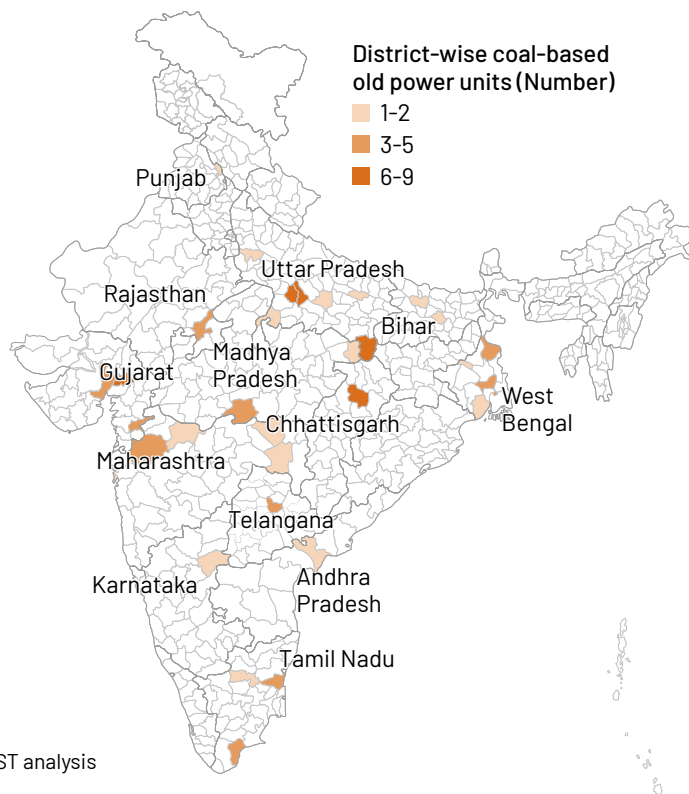 District-wise coal-based
old power units (Number)
1-2
3-5
6-9
Punjab
Uttar Pradesh
Rajasthan
Bihar
Madhya
Pradesh
Gujarat
West
Bengal
Chhattisgarh
Maharashtra
Telangana
Karnataka
Andhra
Pradesh
Tamil Nadu
ST analysis